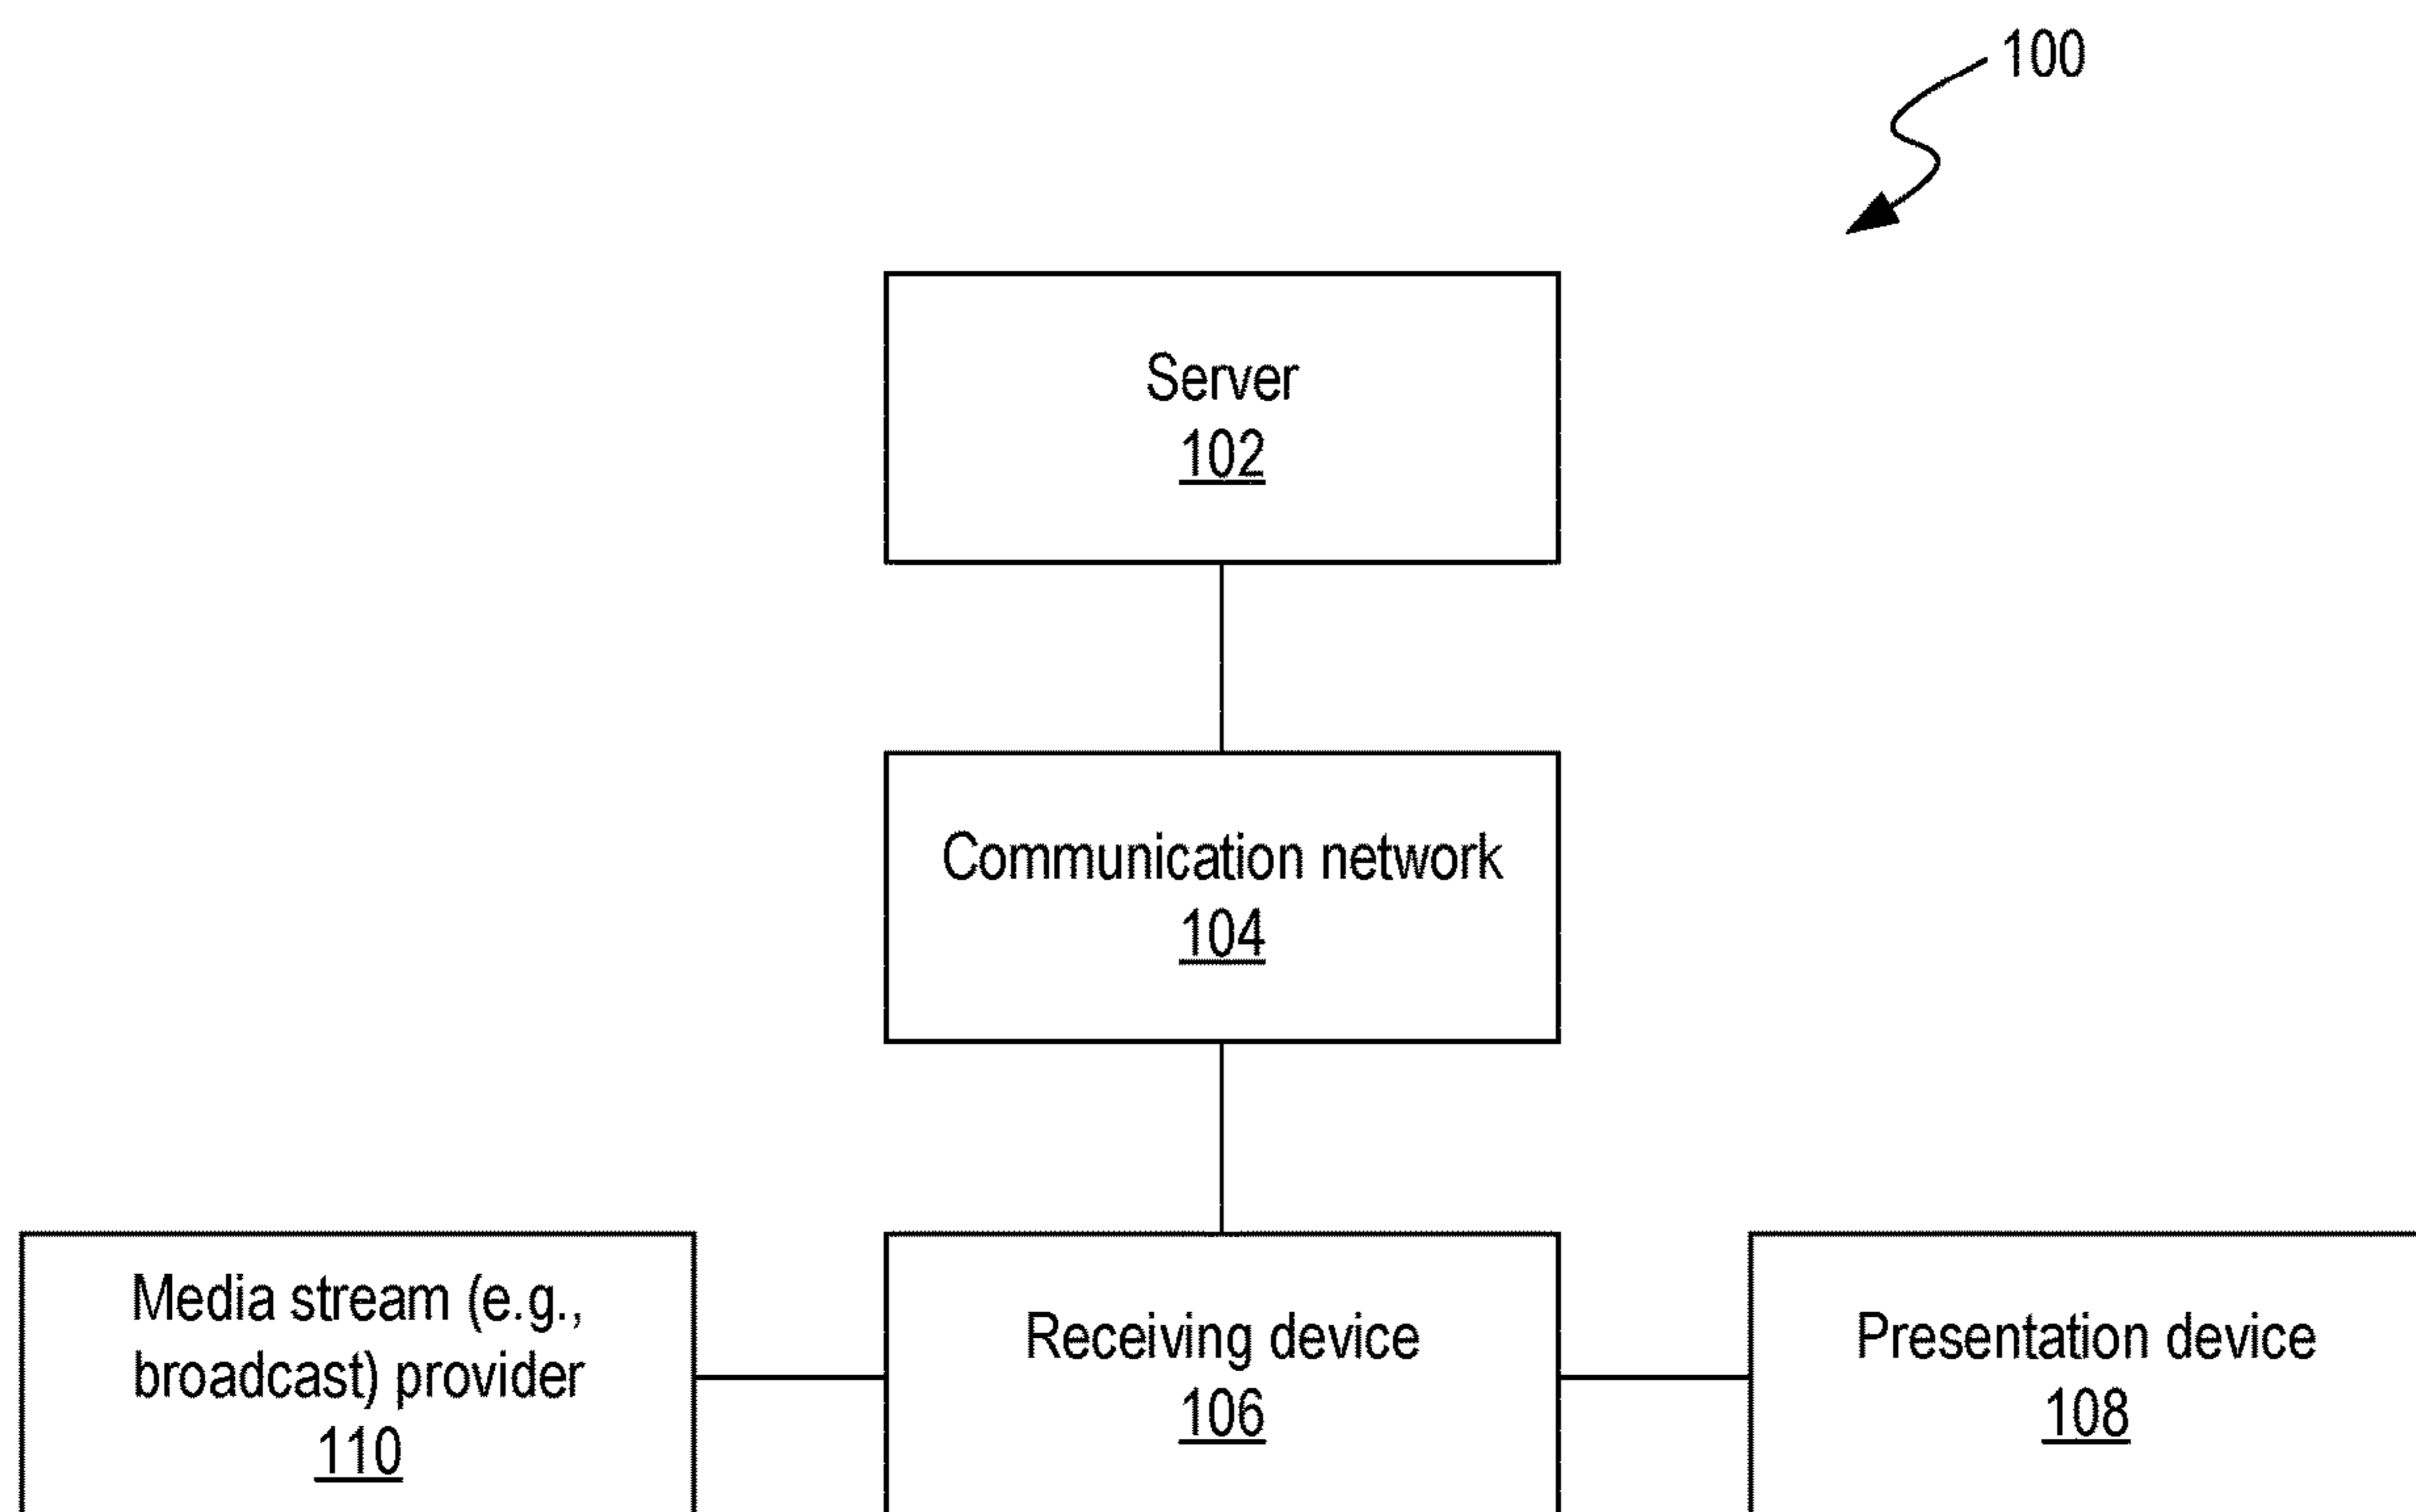 100
Server
102
Communication network
104
Media stream (e.g.,
broadcast) provider
110
Receiving device
106
Presentation device
108